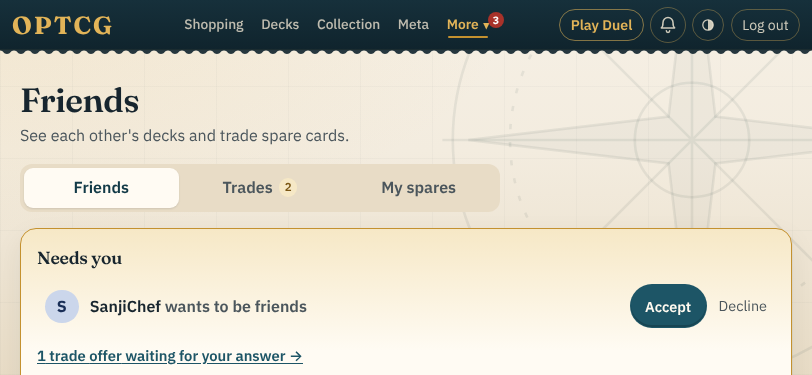 OPTCG
Shopping Decks Collection Meta More ▾ 3 Play Duel Log out
Friends
See each other's decks and trade spare cards.
Friends Trades 2 My spares
Needs you
S SanjiChef wants to be friends Accept Decline
1 trade offer waiting for your answer →